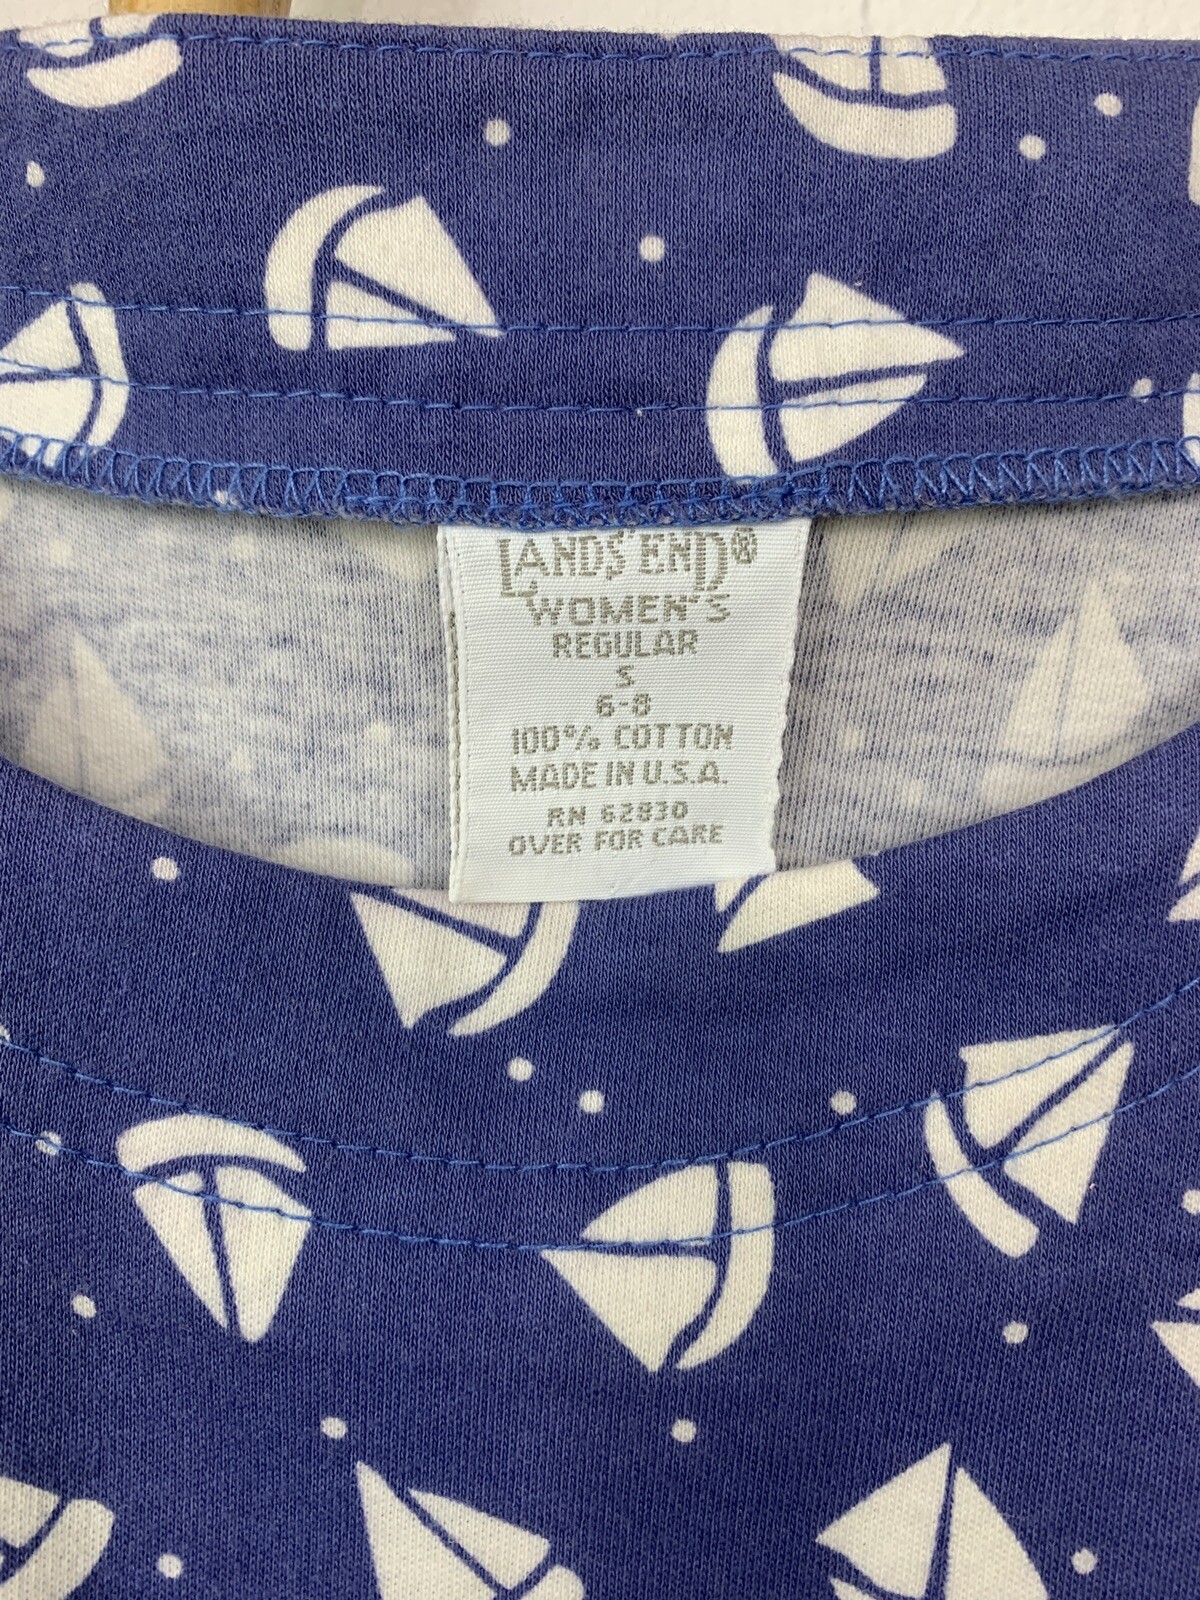 LANDS' END®
WOMEN'S
REGULAR
S
6-8
100% COTTON
MADE IN U.S.A.
RN 62830
OVER FOR CARE